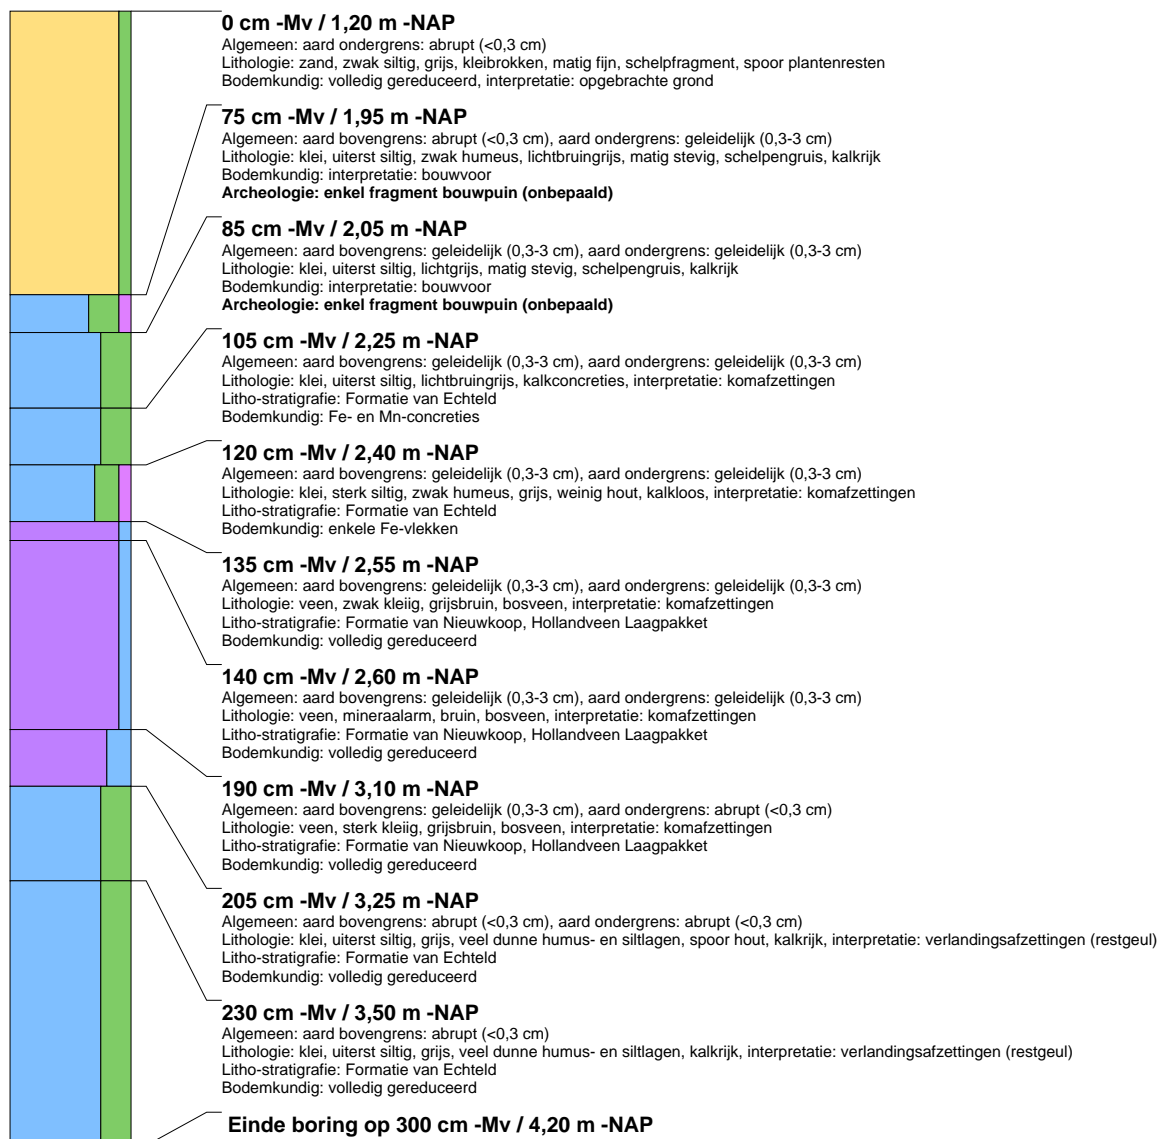 0 cm -Mv / 1,20 m -NAP
Algemeen: aard ondergrens: abrupt (<0,3 cm)
Lithologie: zand, zwak siltig, grijs, kleibrokken, matig fijn, schelpfragment, spoor plantenresten
Bodemkundig: volledig gereduceerd, interpretatie: opgebrachte grond
75 cm -Mv / 1,95 m -NAP
Algemeen: aard bovengrens: abrupt (<0,3 cm), aard ondergrens: geleidelijk (0,3-3 cm)
Lithologie: klei, uiterst siltig, zwak humeus, lichtbruingrijs, matig stevig, schelpengruis, kalkrijk
Bodemkundig: interpretatie: bouwvoor
Archeologie: enkel fragment bouwpuin (onbepaald)
85 cm -Mv / 2,05 m -NAP
Algemeen: aard bovengrens: geleidelijk (0,3-3 cm), aard ondergrens: geleidelijk (0,3-3 cm)
Lithologie: klei, uiterst siltig, lichtgrijs, matig stevig, schelpengruis, kalkrijk
Bodemkundig: interpretatie: bouwvoor
Archeologie: enkel fragment bouwpuin (onbepaald)
105 cm -Mv / 2,25 m -NAP
Algemeen: aard bovengrens: geleidelijk (0,3-3 cm), aard ondergrens: geleidelijk (0,3-3 cm)
Lithologie: klei, uiterst siltig, lichtbruingrijs, kalkconcreties, interpretatie: komafzettingen
Litho-stratigrafie: Formatie van Echteld
Bodemkundig: Fe- en Mn-concreties
120 cm -Mv / 2,40 m -NAP
Algemeen: aard bovengrens: geleidelijk (0,3-3 cm), aard ondergrens: geleidelijk (0,3-3 cm)
Lithologie: klei, sterk siltig, zwak humeus, grijs, weinig hout, kalkloos, interpretatie: komafzettingen
Litho-stratigrafie: Formatie van Echteld
Bodemkundig: enkele Fe-vlekken
135 cm -Mv / 2,55 m -NAP
Algemeen: aard bovengrens: geleidelijk (0,3-3 cm), aard ondergrens: geleidelijk (0,3-3 cm)
Lithologie: veen, zwak kleiig, grijsbruin, bosveen, interpretatie: komafzettingen
Litho-stratigrafie: Formatie van Nieuwkoop, Hollandveen Laagpakket
Bodemkundig: volledig gereduceerd
140 cm -Mv / 2,60 m -NAP
Algemeen: aard bovengrens: geleidelijk (0,3-3 cm), aard ondergrens: geleidelijk (0,3-3 cm)
Lithologie: veen, mineraalarm, bruin, bosveen, interpretatie: komafzettingen
Litho-stratigrafie: Formatie van Nieuwkoop, Hollandveen Laagpakket
Bodemkundig: volledig gereduceerd
190 cm -Mv / 3,10 m -NAP
Algemeen: aard bovengrens: geleidelijk (0,3-3 cm), aard ondergrens: abrupt (<0,3 cm)
Lithologie: veen, sterk kleiig, grijsbruin, bosveen, interpretatie: komafzettingen
Litho-stratigrafie: Formatie van Nieuwkoop, Hollandveen Laagpakket
Bodemkundig: volledig gereduceerd
205 cm -Mv / 3,25 m -NAP
Algemeen: aard bovengrens: abrupt (<0,3 cm), aard ondergrens: abrupt (<0,3 cm)
Lithologie: klei, uiterst siltig, grijs, veel dunne humus- en siltlagen, spoor hout, kalkrijk, interpretatie: verlandingsafzettingen (restgeul)
Litho-stratigrafie: Formatie van Echteld
Bodemkundig: volledig gereduceerd
230 cm -Mv / 3,50 m -NAP
Algemeen: aard bovengrens: abrupt (<0,3 cm)
Lithologie: klei, uiterst siltig, grijs, veel dunne humus- en siltlagen, kalkrijk, interpretatie: verlandingsafzettingen (restgeul)
Litho-stratigrafie: Formatie van Echteld
Bodemkundig: volledig gereduceerd
Einde boring op 300 cm -Mv / 4,20 m -NAP